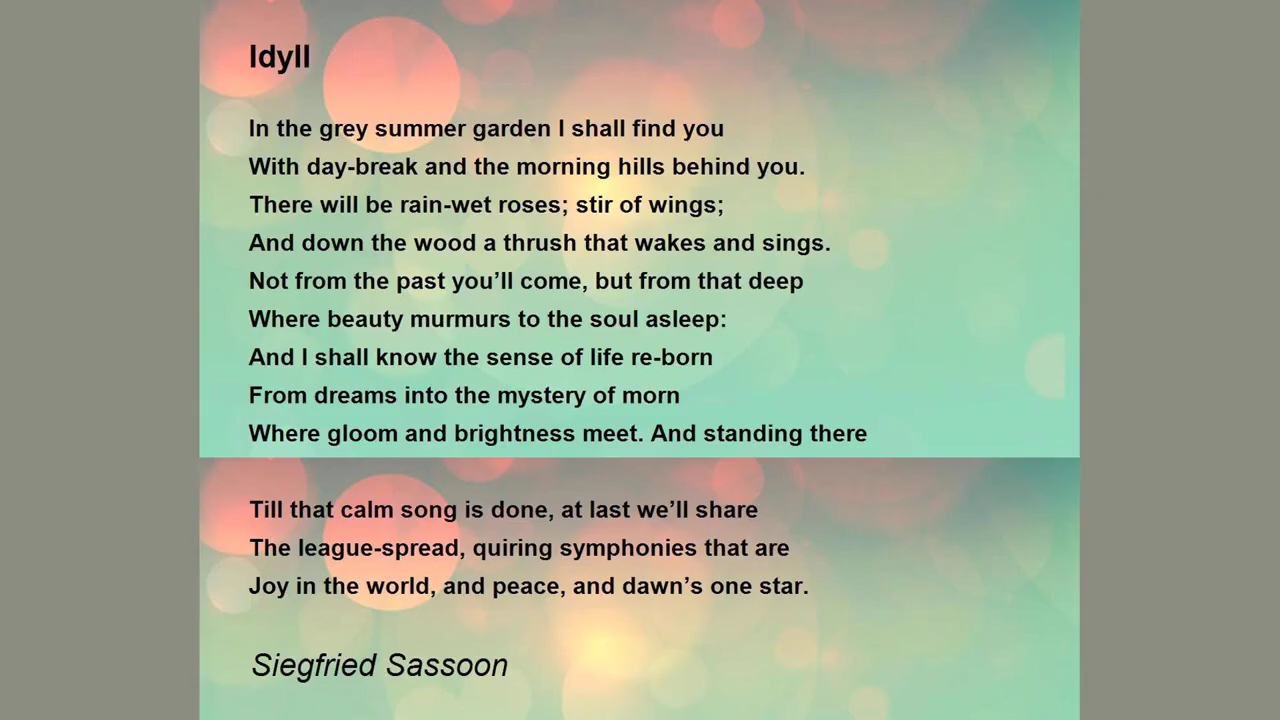 Idyll
In the grey summer garden I shall find you
With day-break and the morning hills behind you.
There will be rain-wet roses; stir of wings;
And down the wood a thrush that wakes and sings.
Not from the past you’ll come, but from that deep
Where beauty murmurs to the soul asleep:
And I shall know the sense of life re-born
From dreams into the mystery of morn
Where gloom and brightness meet. And standing there
Till that calm song is done, at last we’ll share
The league-spread, quiring symphonies that are
Joy in the world, and peace, and dawn’s one star.
Siegfried Sassoon